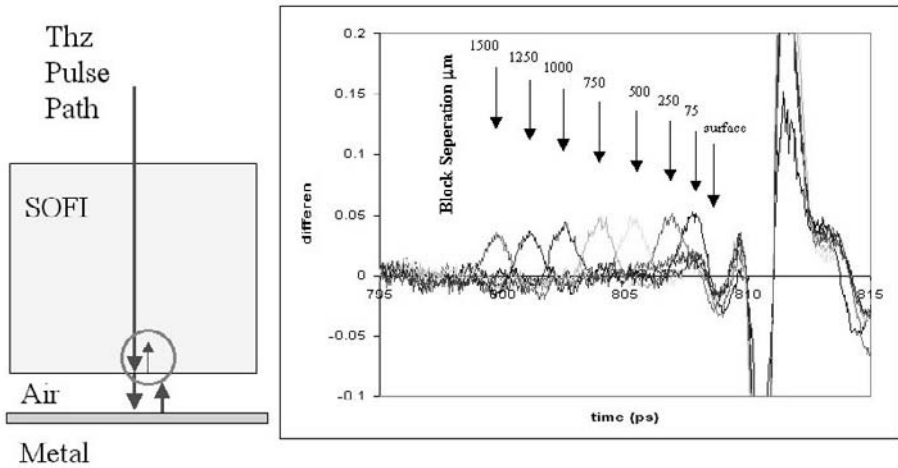 Thz
Pulse
Path
SOFI
Air
Metal
0.2
0.15
0.1
0.05
0
-0.05
-0.1
differen
Block Seperation μm
1500
1250
1000
750
500
250
75
surface
795
800
805
810
815
time (ps)